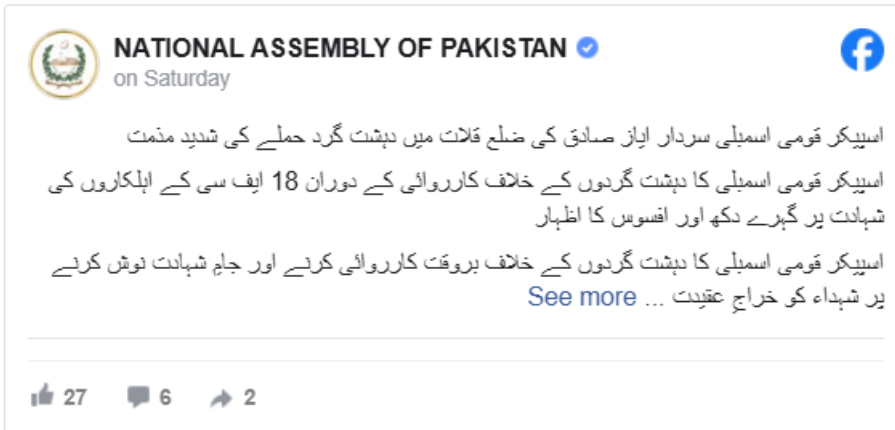 NATIONAL ASSEMBLY OF PAKISTAN
on Saturday
اسپیکر قومی اسمبلی سردار ایاز صادق کی ضلع قلات میں دہشت گرد حملے کی شدید مذمت
اسپیکر قومی اسمبلی کا دہشت گردوں کے خلاف کارروائی کے دوران 18 ایف سی کے اہلکاروں کی
شہادت پر گہرے دکھ اور افسوس کا اظہار
اسپیکر قومی اسمبلی کا دہشت گردوں کے خلاف بروقت کارروائی کرنے اور جامِ شہادت نوش کرنے
پر شہداء کو خراجِ عقیدت ... See more
27 6 2